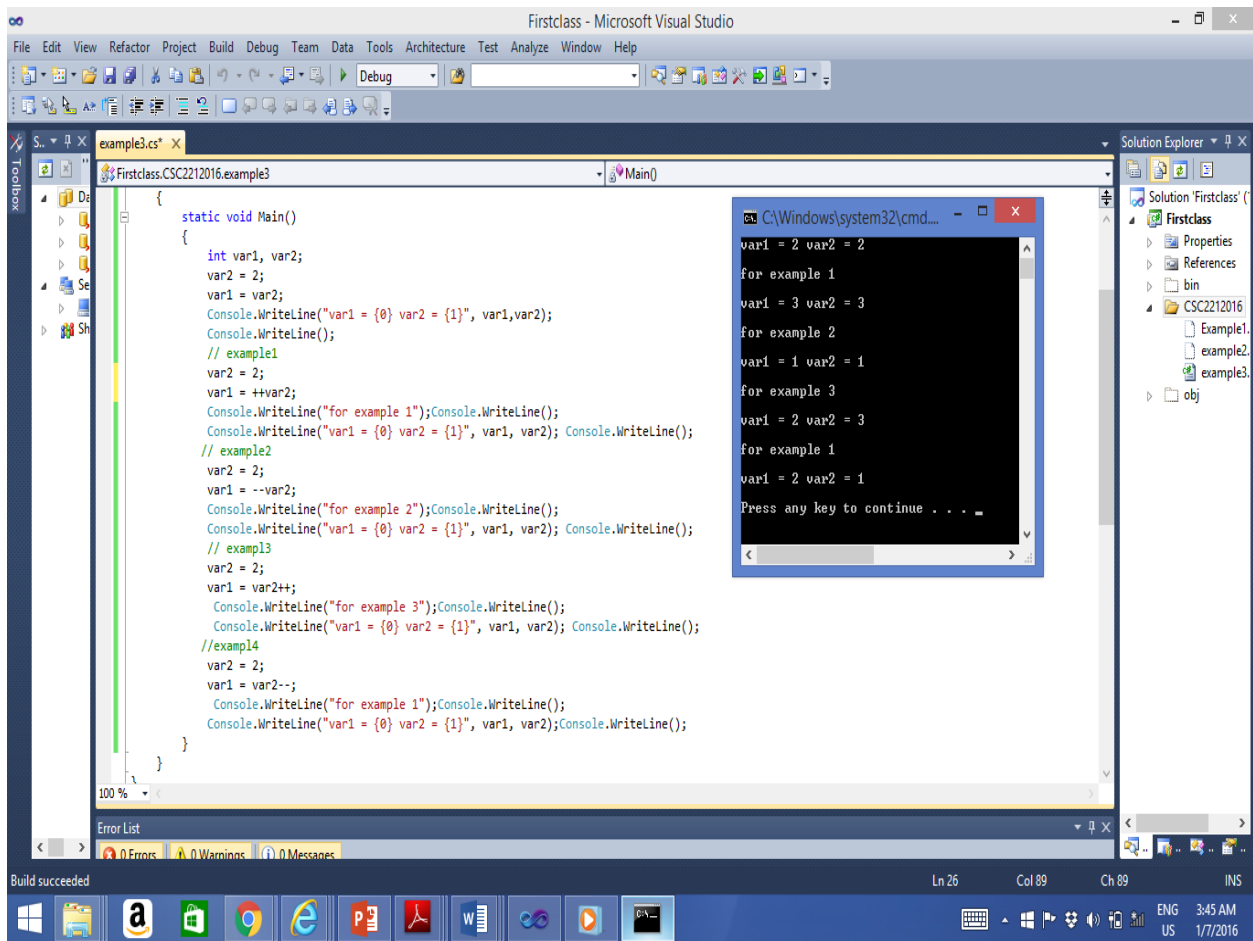 Firstclass - Microsoft Visual Studio
File Edit View Refactor Project Build Debug Team Data Tools Architecture Test Analyze Window Help
Debug
S..
example3.cs*
Solution Explorer
Toolbox
Firstclass.CSC2212016.example3
Main()
Da
Se
Sh
{
static void Main()
{
int var1, var2;
var2 = 2;
var1 = var2;
Console.WriteLine("var1 = {0} var2 = {1}", var1,var2);
Console.WriteLine();
// example1
var2 = 2;
var1 = ++var2;
Console.WriteLine("for example 1");Console.WriteLine();
Console.WriteLine("var1 = {0} var2 = {1}", var1, var2); Console.WriteLine();
// example2
var2 = 2;
var1 = --var2;
Console.WriteLine("for example 2");Console.WriteLine();
Console.WriteLine("var1 = {0} var2 = {1}", var1, var2); Console.WriteLine();
// exampl3
var2 = 2;
var1 = var2++;
Console.WriteLine("for example 3");Console.WriteLine();
Console.WriteLine("var1 = {0} var2 = {1}", var1, var2); Console.WriteLine();
//exampl4
var2 = 2;
var1 = var2--;
Console.WriteLine("for example 1");Console.WriteLine();
Console.WriteLine("var1 = {0} var2 = {1}", var1, var2);Console.WriteLine();
}
}
}
C:\Windows\system32\cmd....
var1 = 2 var2 = 2
for example 1
var1 = 3 var2 = 3
for example 2
var1 = 1 var2 = 1
for example 3
var1 = 2 var2 = 3
for example 1
var1 = 2 var2 = 1
Press any key to continue . . . _
Solution 'Firstclass' (
Firstclass
Properties
References
bin
CSC2212016
Example1.
example2.
example3.
obj
100 %
Error List
0 Errors 0 Warnings 0 Messages
Build succeeded
Ln 26 Col 89 Ch 89 INS
ENG 3:45 AM
US 1/7/2016